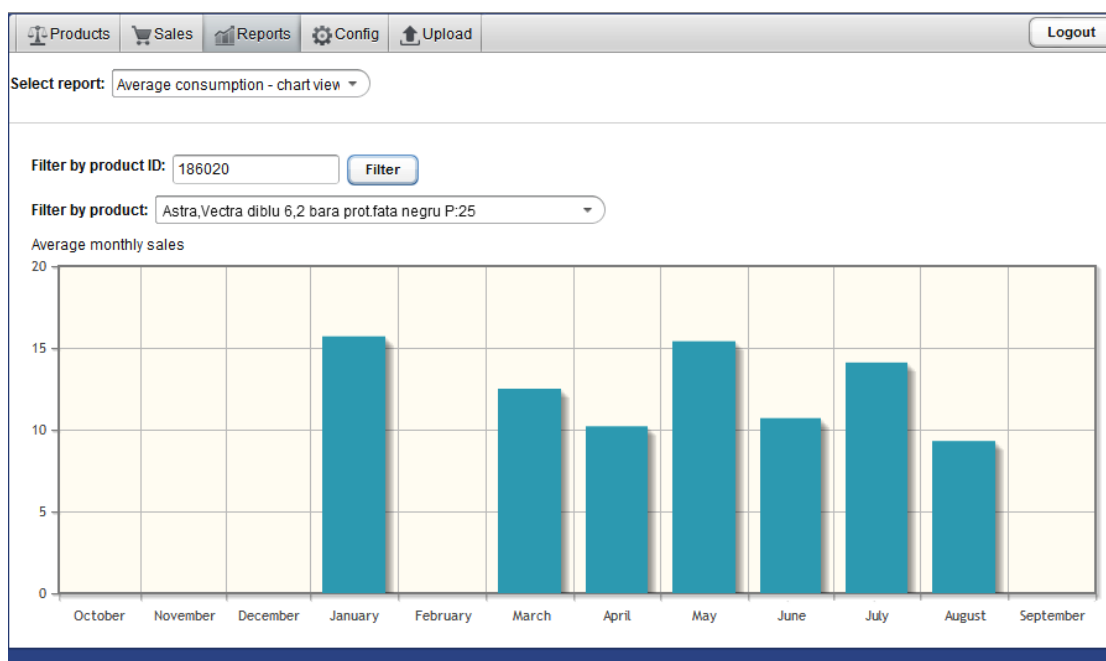 Products Sales Reports Config Upload Logout
Select report: Average consumption - chart view
Filter by product ID: 186020 Filter
Filter by product: Astra,Vectra diblu 6,2 bara prot.fata negru P:25
Average monthly sales
20
15
10
5
0
October November December January February March April May June July August September